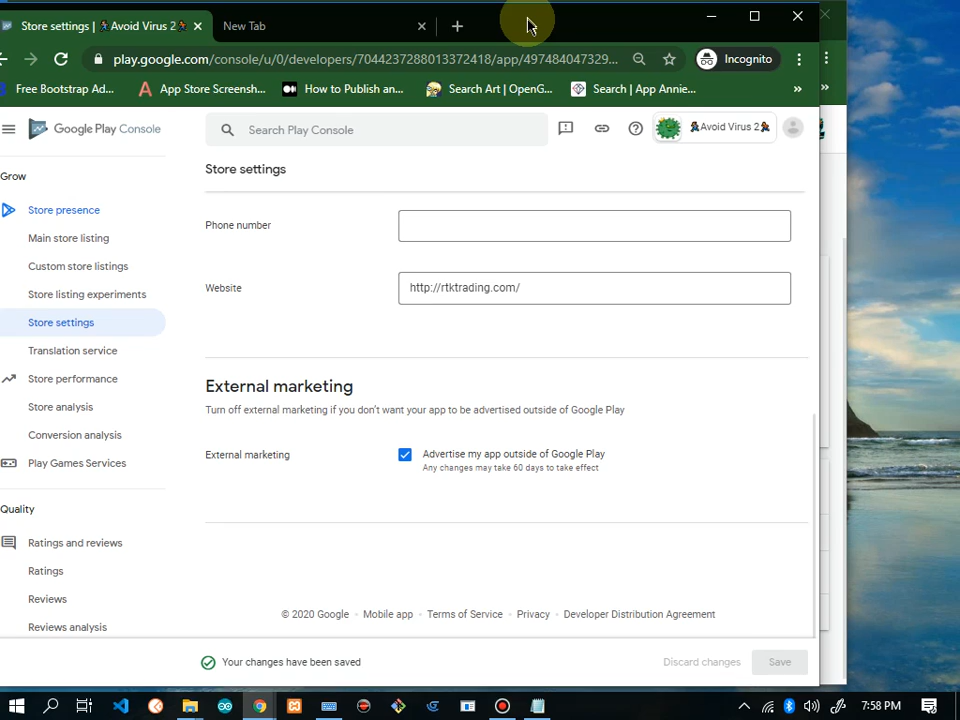 Store settings | 🏃Avoid Virus 2🏃
New Tab
play.google.com/console/u/0/developers/7044237288013372418/app/497484047329...
Incognito
Free Bootstrap Ad...
App Store Screensh...
How to Publish an...
Search Art | OpenG...
Search | App Annie...
»
Google Play Console
Search Play Console
🏃Avoid Virus 2🏃
Grow
Store settings
Store presence
Main store listing
Custom store listings
Store listing experiments
Store settings
Translation service
Store performance
Store analysis
Conversion analysis
Play Games Services
Quality
Ratings and reviews
Ratings
Reviews
Reviews analysis
Phone number
Website
http://rtktrading.com/
External marketing
Turn off external marketing if you don't want your app to be advertised outside of Google Play
External marketing
Advertise my app outside of Google Play
Any changes may take 60 days to take effect
© 2020 Google · Mobile app · Terms of Service · Privacy · Developer Distribution Agreement
Your changes have been saved
Discard changes
Save
7:58 PM